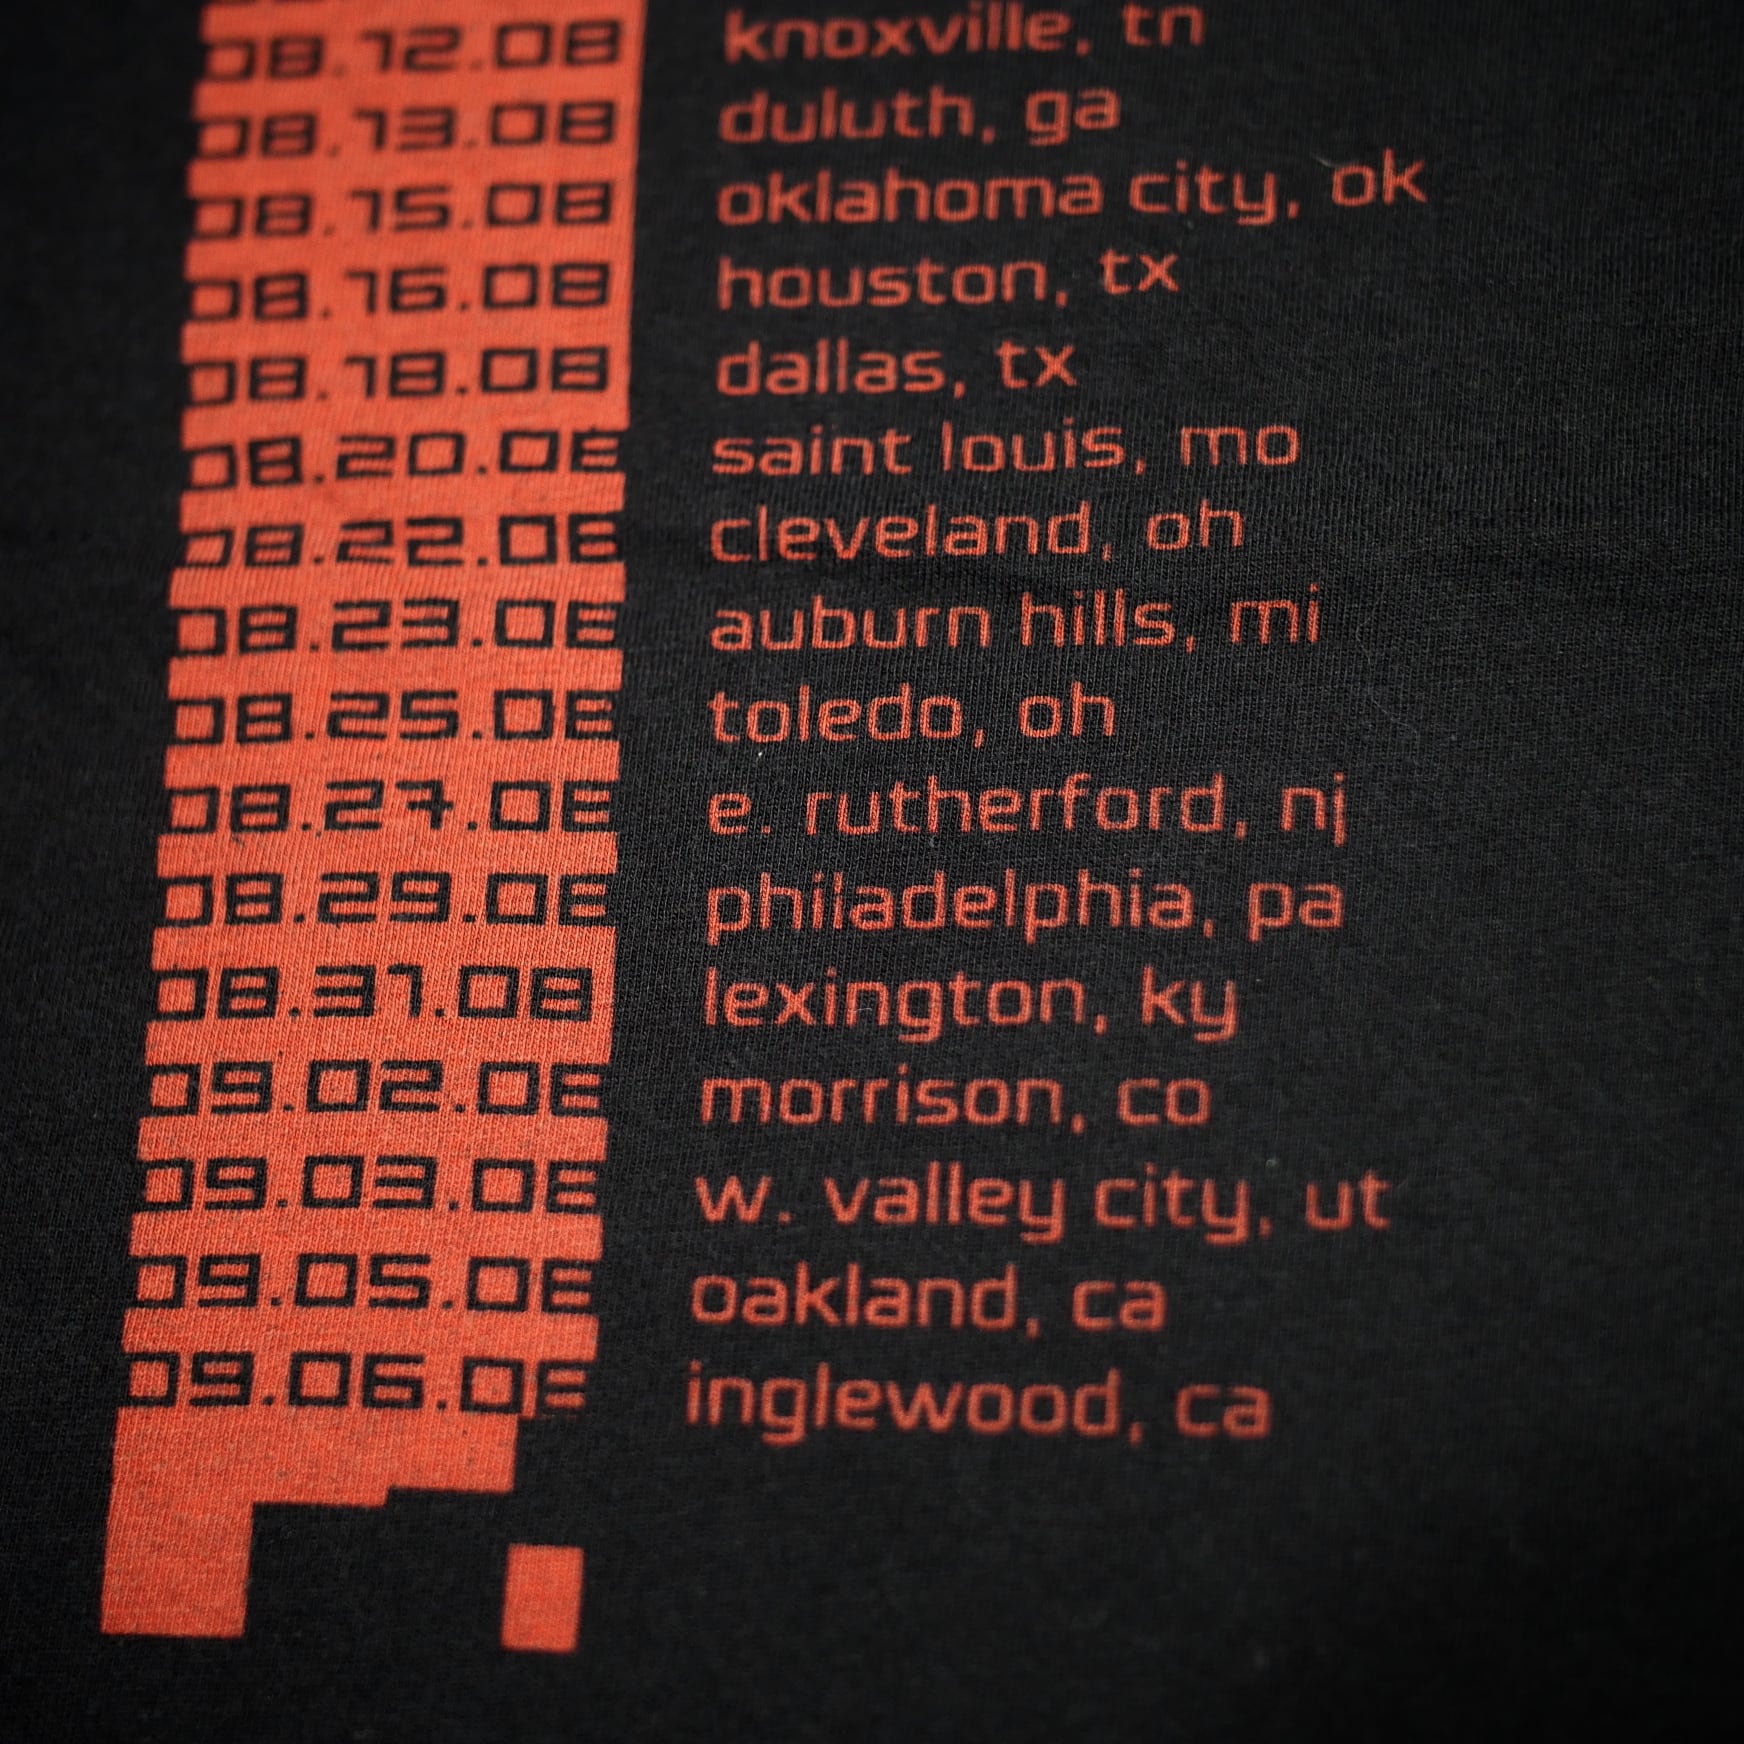 08.12.08 knoxville, tn
08.13.08 duluth, ga
08.15.08 oklahoma city, ok
08.16.08 houston, tx
08.18.08 dallas, tx
08.20.08 saint louis, mo
08.22.08 cleveland, oh
08.23.08 auburn hills, mi
08.25.08 toledo, oh
08.27.08 e. rutherford, nj
08.29.08 philadelphia, pa
08.31.08 lexington, ky
09.02.08 morrison, co
09.03.08 w. valley city, ut
09.05.08 oakland, ca
09.06.08 inglewood, ca